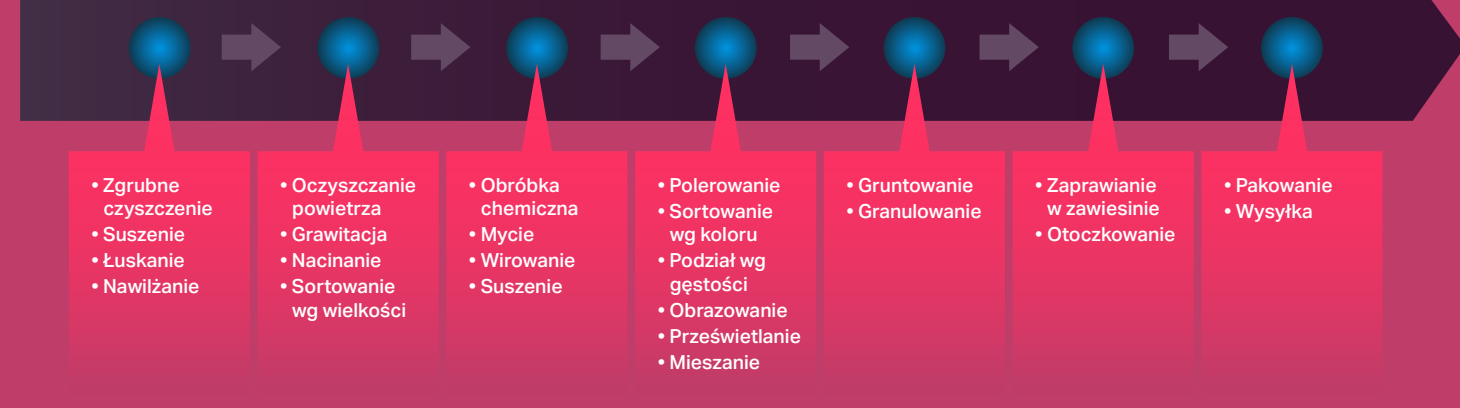 • Zgrubne
czyszczenie
• Suszenie
• Łuskanie
• Nawilżanie
• Oczyszczanie
powietrza
• Grawitacja
• Nacinanie
• Sortowanie
wg wielkości
• Obróbka
chemiczna
• Mycie
• Wirowanie
• Suszenie
• Polerowanie
• Sortowanie
wg koloru
• Podział wg
gęstości
• Obrazowanie
• Prześwietlanie
• Mieszanie
• Gruntowanie
• Granulowanie
• Zaprawianie
w zawiesinie
• Otoczkowanie
• Pakowanie
• Wysyłka